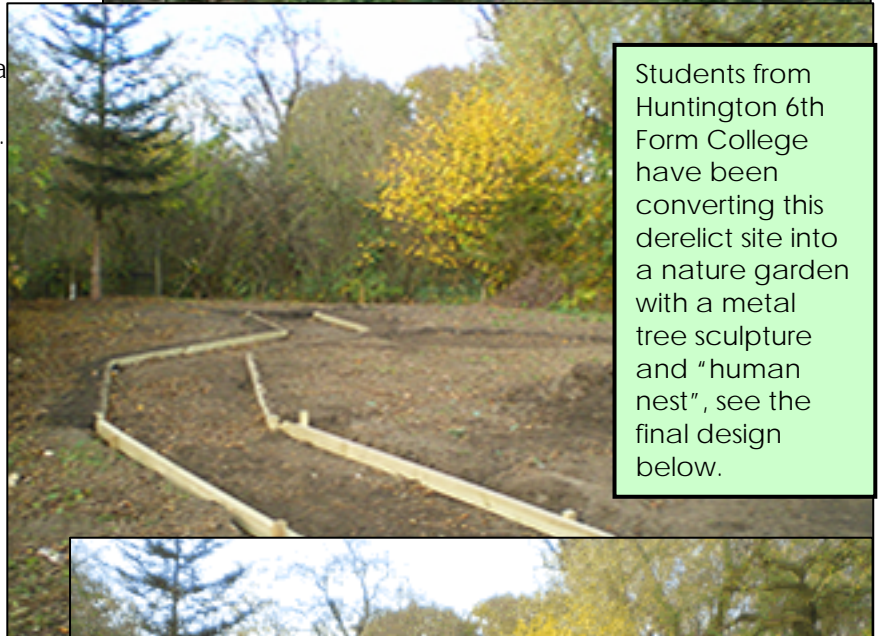 a
.
Students from
Huntington 6th
Form College
have been
converting this
derelict site into
a nature garden
with a metal
tree sculpture
and “human
nest”, see the
final design
below.